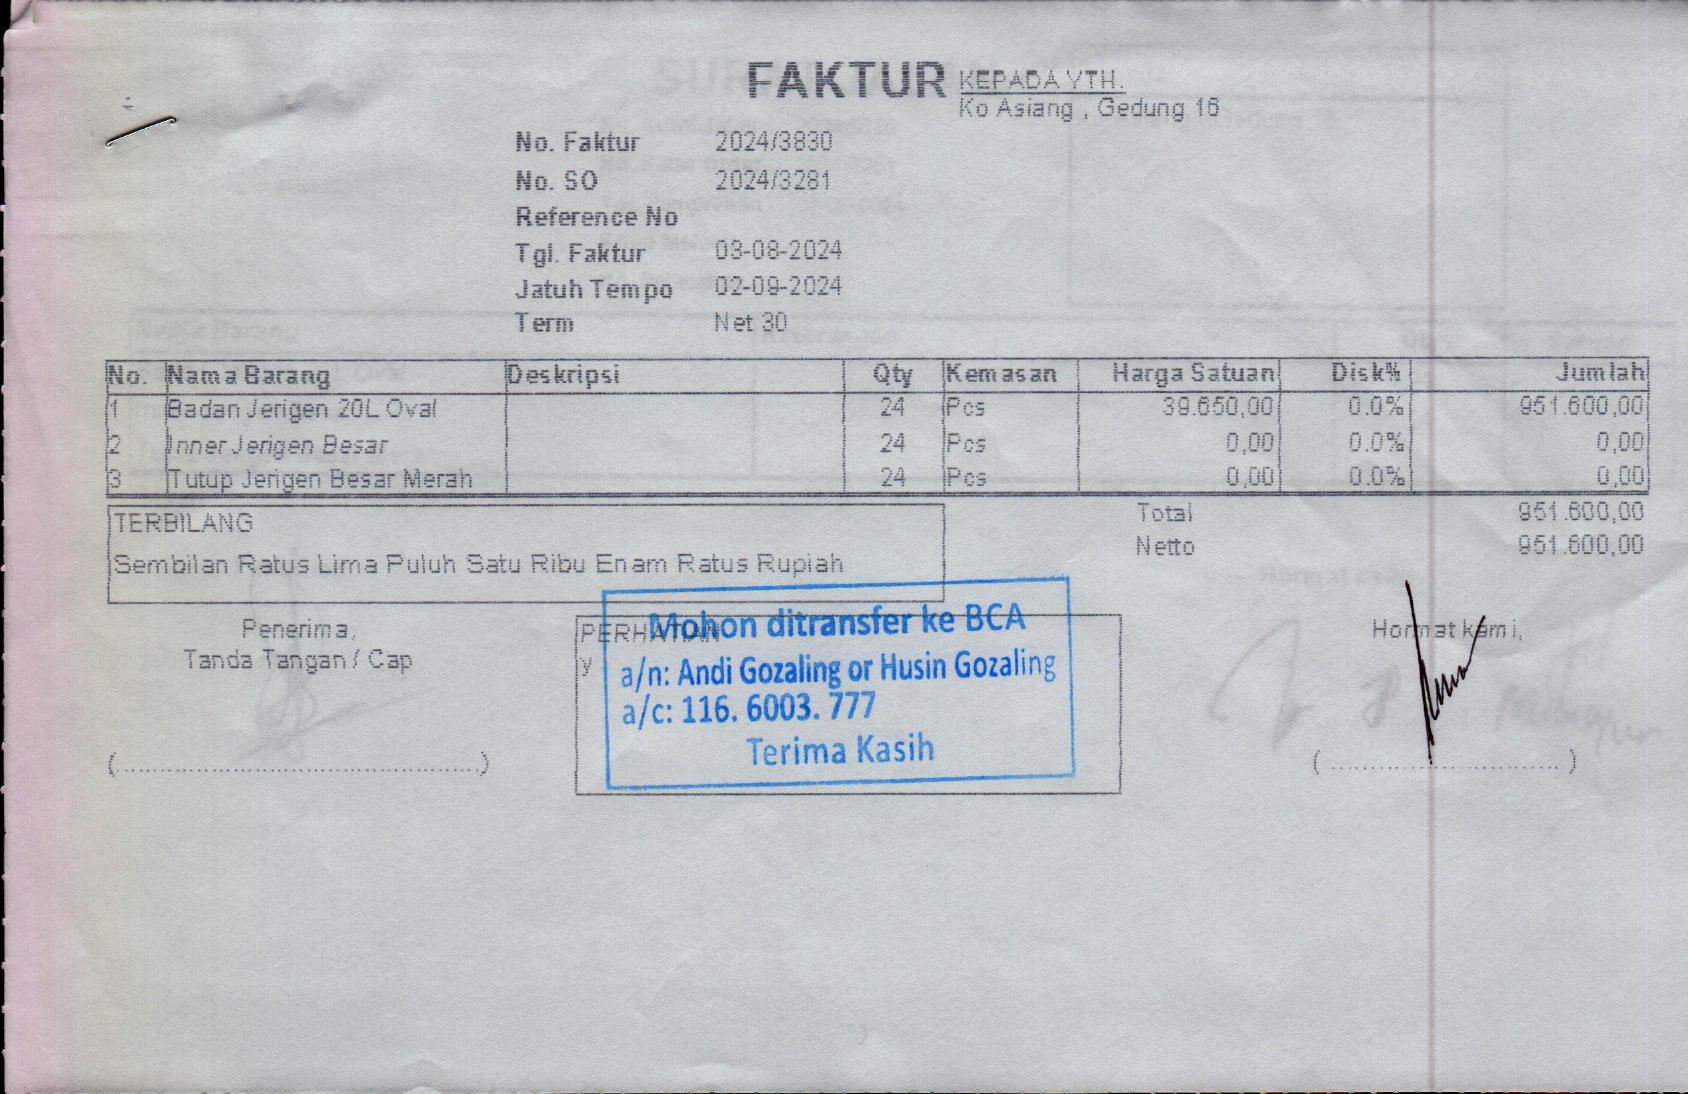 FAKTUR
KEPADA YTH.
Ko Asiang , Gedung 16
No. Faktur 2024/3830
No. SO 2024/3281
Reference No
Tgl. Faktur 03-08-2024
Jatuh Tempo 02-09-2024
Term Net 30
No. Nama Barang Deskripsi Qty Kemasan Harga Satuan Disk% Jumlah
1 Badan Jerigen 20L Oval 24 Pcs 39.650,00 0.0% 951.600,00
2 Inner Jerigen Besar 24 Pcs 0,00 0.0% 0,00
3 Tutup Jerigen Besar Merah 24 Pcs 0,00 0.0% 0,00
TERBILANG
Sembilan Ratus Lima Puluh Satu Ribu Enam Ratus Rupiah
Total 951.600,00
Netto 951.600,00
Penerima,
Tanda Tangan / Cap
(................................................)
PERHATIAN
y
Mohon ditransfer ke BCA
a/n: Andi Gozaling or Husin Gozaling
a/c: 116. 6003. 777
Terima Kasih
Hormat kami,
( ............................... )